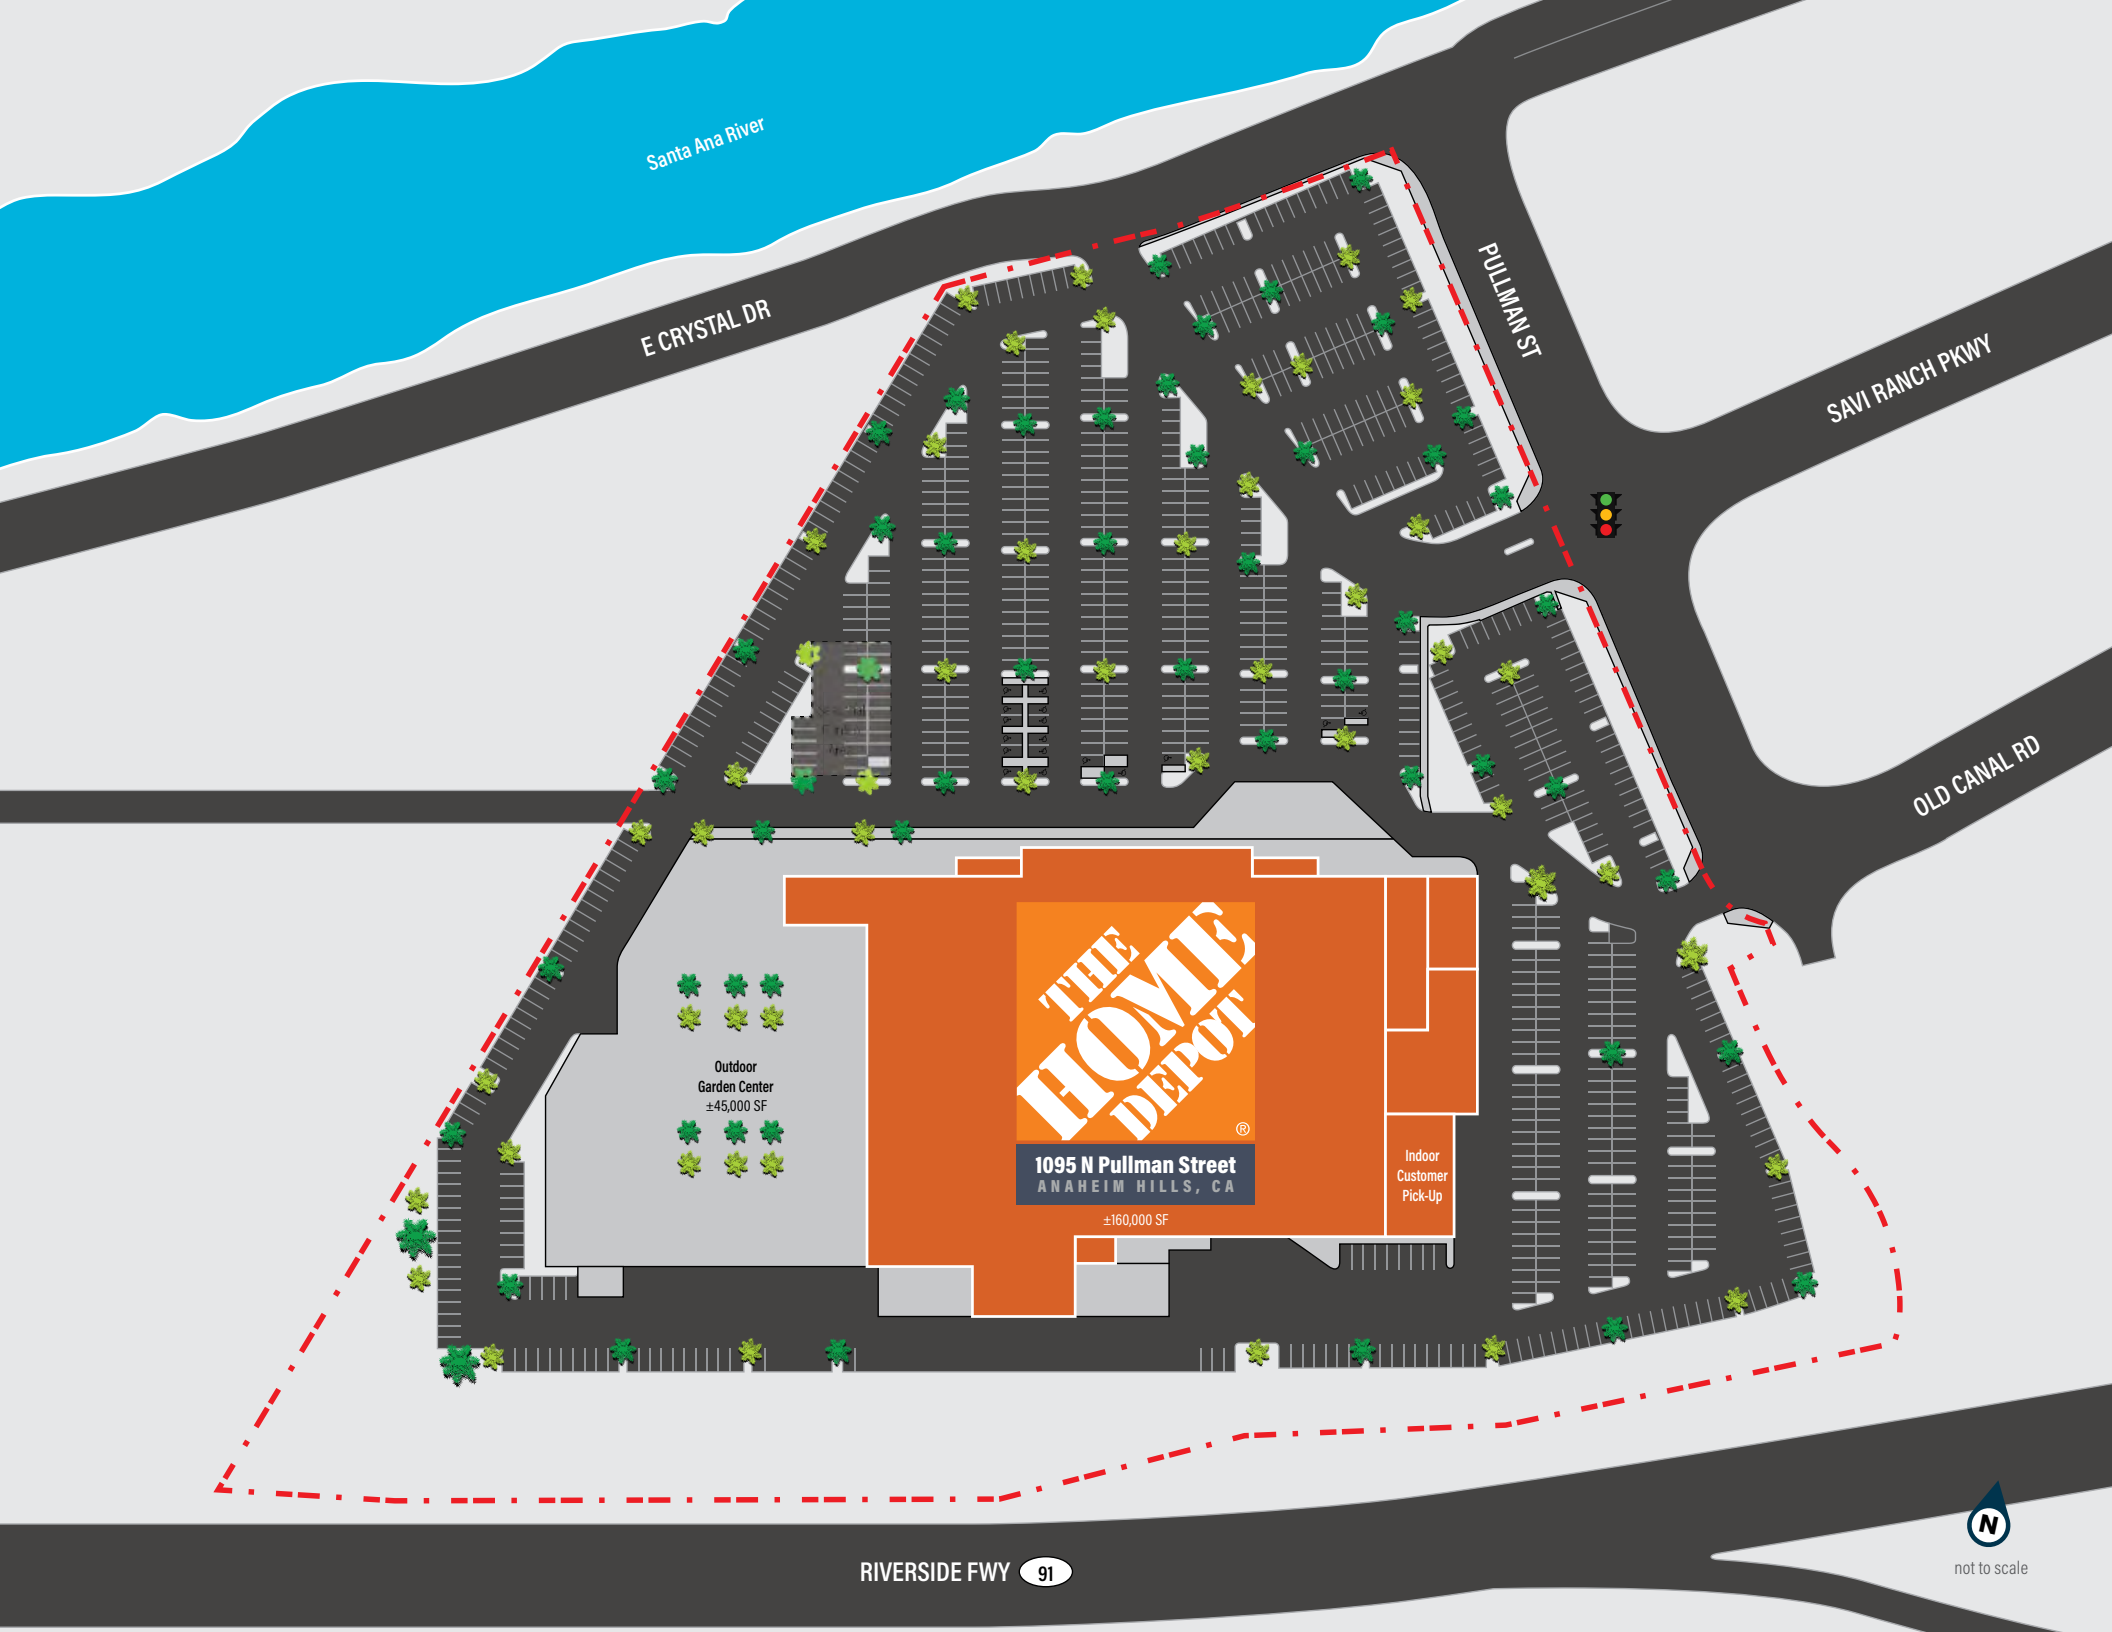 Santa Ana River
E CRYSTAL DR
PULLMAN ST
SAVI RANCH PKWY
OLD CANAL RD
THE
HOME
DEPOT
®
1095 N Pullman Street
ANAHEIM HILLS, CA
±160,000 SF
Outdoor
Garden Center
±45,000 SF
Indoor
Customer
Pick-Up
RIVERSIDE FWY 91
N
not to scale